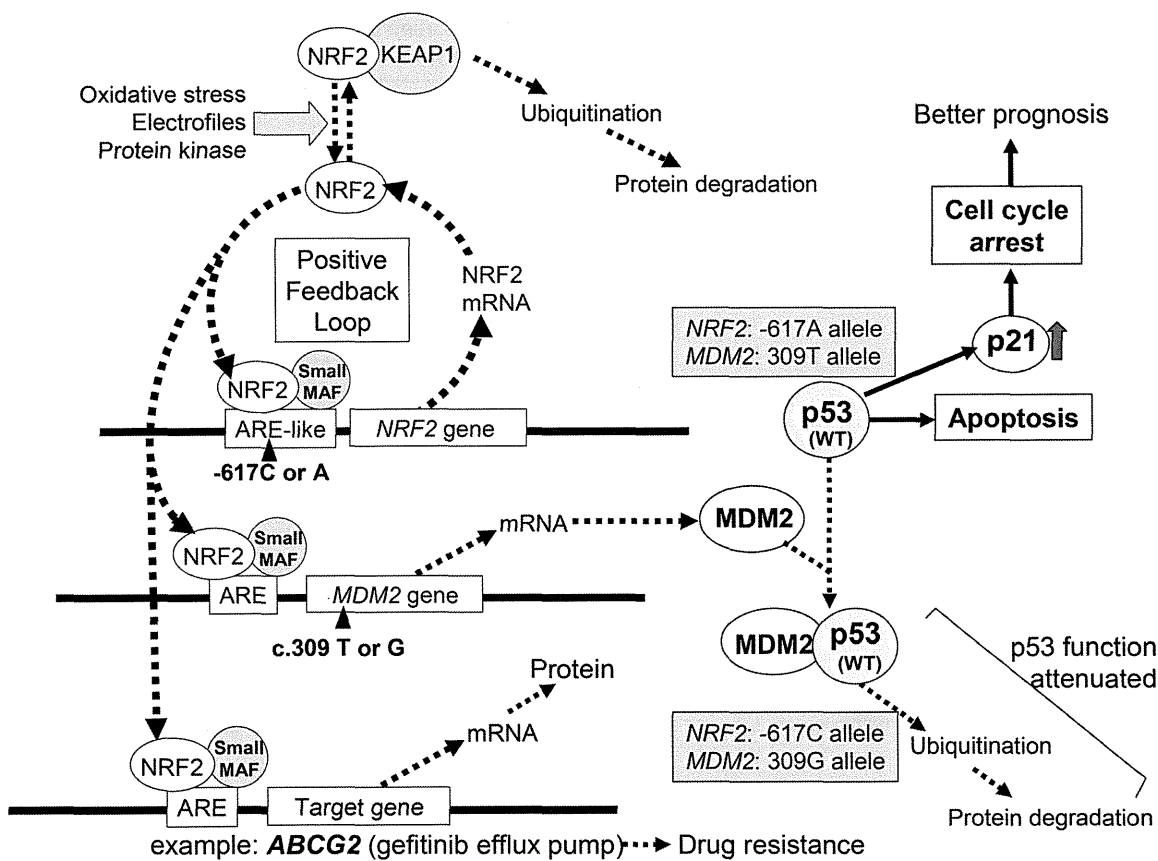 NRF2
KEAP1
Oxidative stress
Electrofiles
Protein kinase
Ubiquitination
Protein degradation
NRF2
Positive
Feedback
Loop
NRF2
mRNA
NRF2
Small
MAF
ARE-like
NRF2 gene
-617C or A
NRF2
Small
MAF
ARE
MDM2 gene
c.309 T or G
mRNA
MDM2
NRF2
Small
MAF
ARE
Target gene
mRNA
Protein
example: ABCG2 (gefitinib efflux pump) Drug resistance
Better prognosis
Cell cycle
arrest
NRF2: -617A allele
MDM2: 309T allele
p21
p53
(WT)
Apoptosis
MDM2
p53
(WT)
p53 function
attenuated
NRF2: -617C allele
MDM2: 309G allele
Ubiquitination
Protein degradation